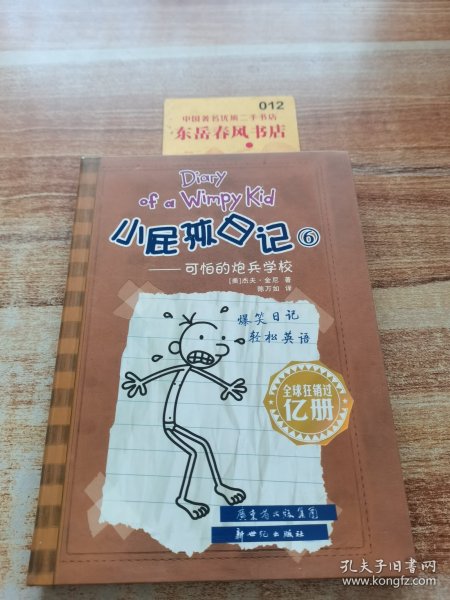 012
中国著名优质二手书店
东岳春风书店
Diary
of a Wimpy Kid
小屁孩日记⑥
——可怕的炮兵学校
[美]杰夫·金尼 著
陈万如 译
爆笑日记
轻松英语
全球狂销过
亿册
广东省出版集团
新世纪出版社
孔夫子旧书网
www.kongfz.com